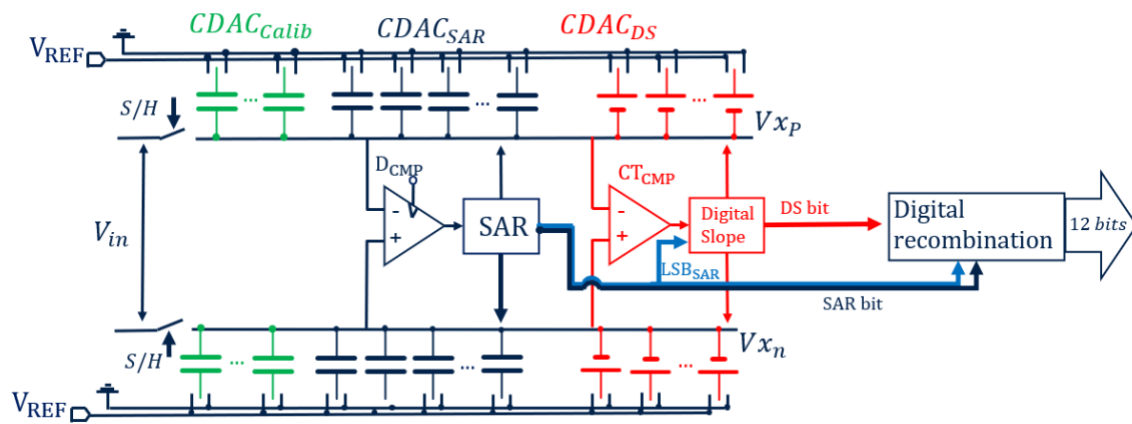 CDAC_Calib CDAC_SAR CDAC_DS
V_REF
S/H
... ... ...
Vx_P
D_CMP
CT_CMP
-
+
SAR
-
+
Digital
Slope
DS bit
Digital
recombination
12 bits
V_in
LSB_SAR
SAR bit
S/H
Vx_n
... ... ...
V_REF